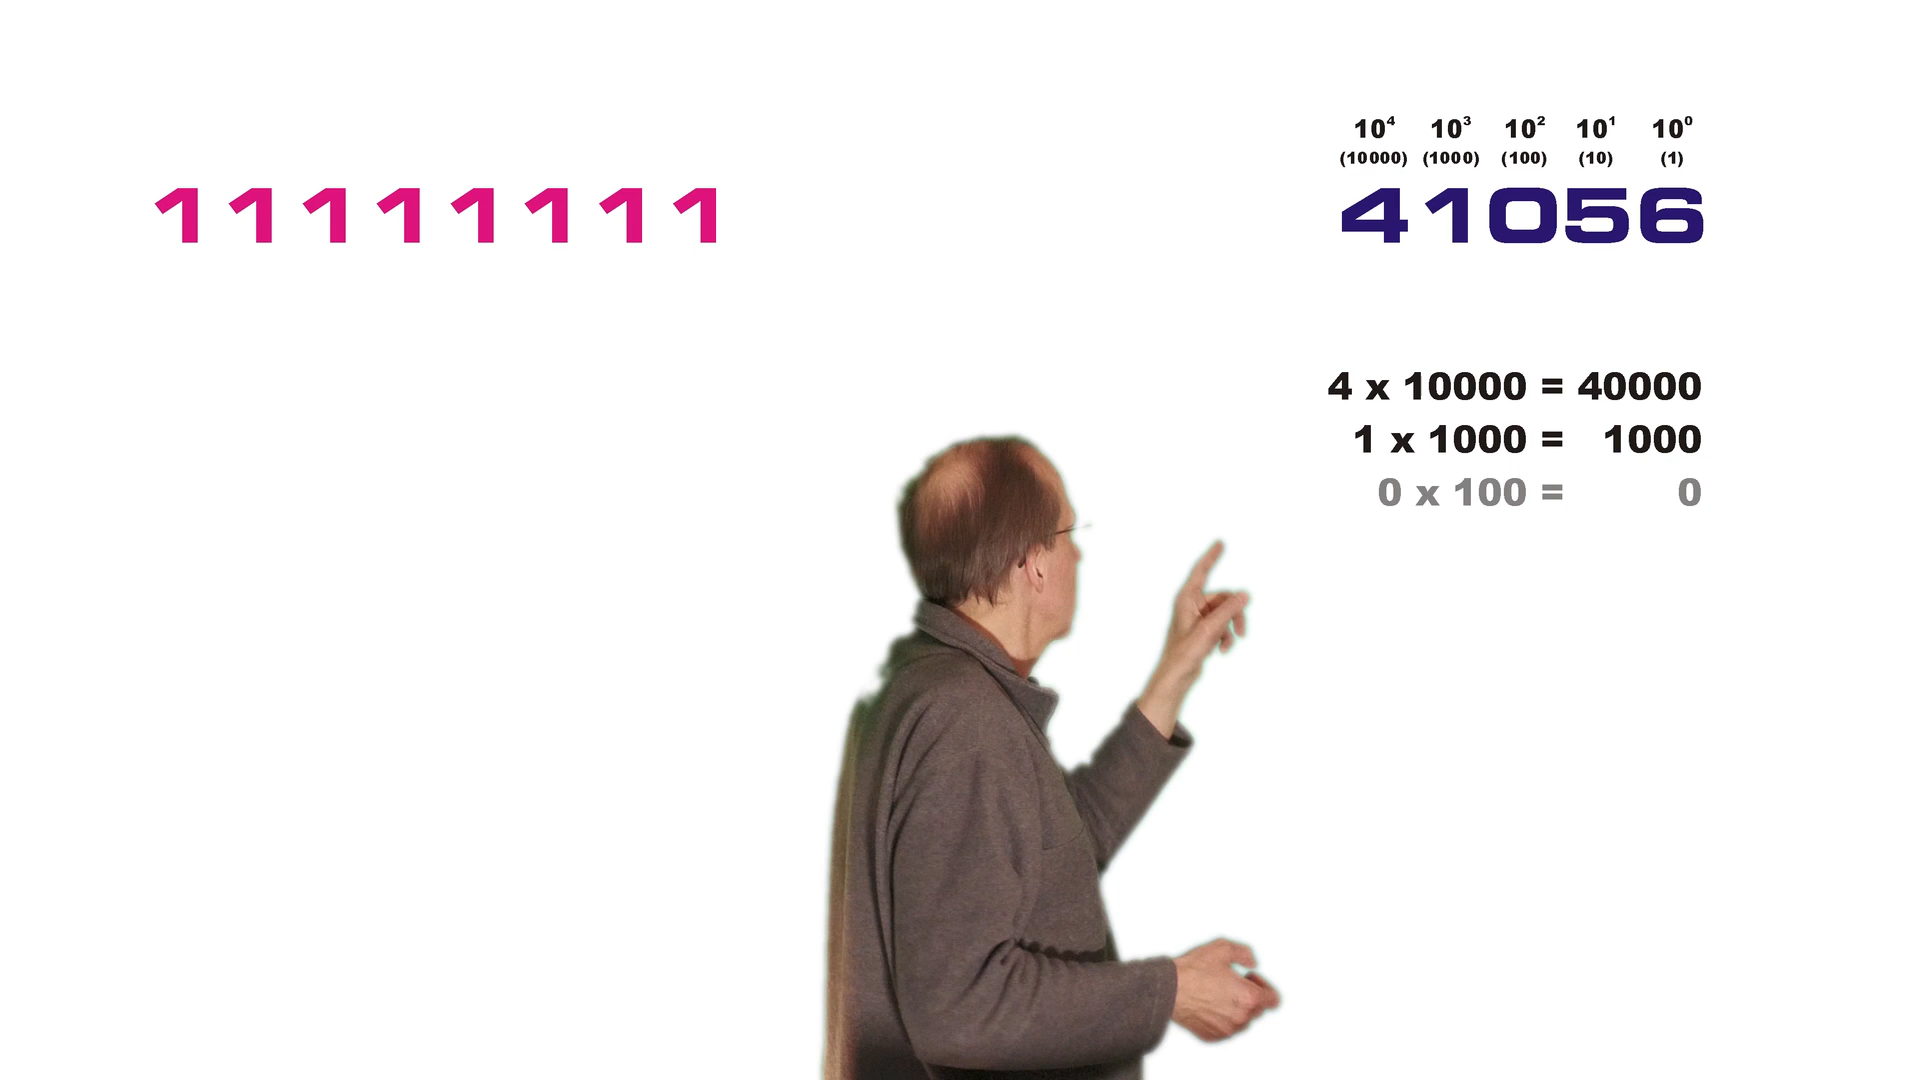 11111111
10⁴ 10³ 10² 10¹ 10⁰
(10000) (1000) (100) (10) (1)
41056
4 x 10000 = 40000
1 x 1000 = 1000
0 x 100 = 0